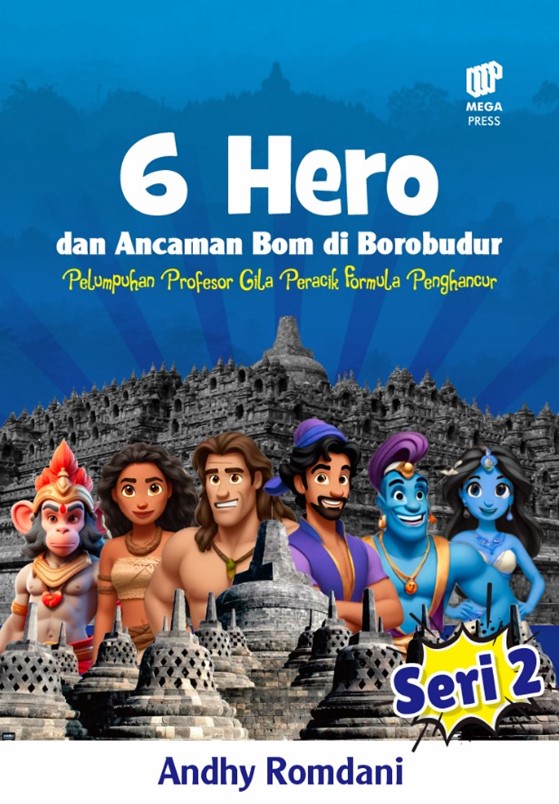 MEGA
PRESS
6 Hero
dan Ancaman Bom di Borobudur
Pelumpuhan Profesor Gila Peracik Formula Penghancur
Seri 2
Andhy Romdani